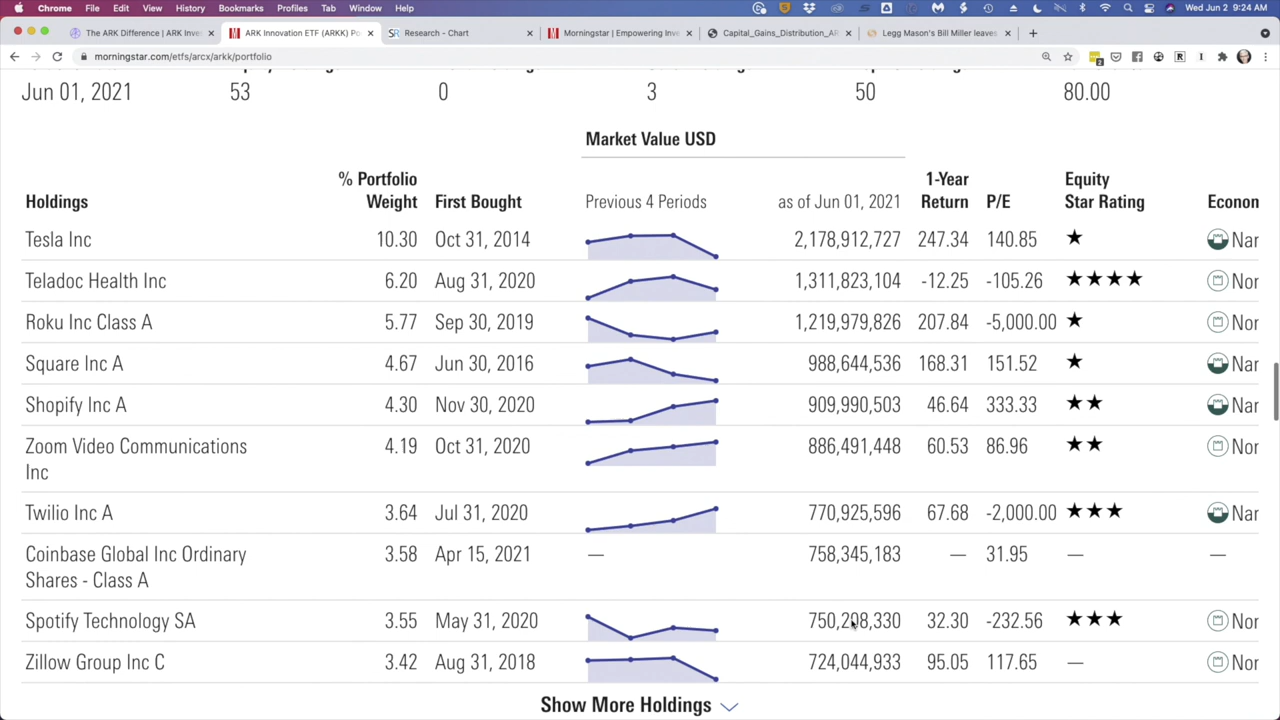 Chrome File Edit View History Bookmarks Profiles Tab Window Help Wed Jun 2 9:24 AM
The ARK Difference | ARK Inve: × ARK Innovation ETF (ARKK) Po × SR Research - Chart × Morningstar | Empowering Inve × Capital_Gains_Distribution_AR × Legg Mason's Bill Miller leaves × +
morningstar.com/etfs/arcx/arkk/portfolio
Jun 01, 2021 53 0 3 50 80.00
Market Value USD
% Portfolio 1-Year Equity
Holdings Weight First Bought Previous 4 Periods as of Jun 01, 2021 Return P/E Star Rating Econon
Tesla Inc 10.30 Oct 31, 2014 2,178,912,727 247.34 140.85 ★ Nar
Teladoc Health Inc 6.20 Aug 31, 2020 1,311,823,104 -12.25 -105.26 ★★★★ Nor
Roku Inc Class A 5.77 Sep 30, 2019 1,219,979,826 207.84 -5,000.00 ★ Nor
Square Inc A 4.67 Jun 30, 2016 988,644,536 168.31 151.52 ★ Nar
Shopify Inc A 4.30 Nov 30, 2020 909,990,503 46.64 333.33 ★★ Nar
Zoom Video Communications 4.19 Oct 31, 2020 886,491,448 60.53 86.96 ★★ Nor
Inc
Twilio Inc A 3.64 Jul 31, 2020 770,925,596 67.68 -2,000.00 ★★★ Nar
Coinbase Global Inc Ordinary 3.58 Apr 15, 2021 — 758,345,183 — 31.95 — —
Shares - Class A
Spotify Technology SA 3.55 May 31, 2020 750,298,330 32.30 -232.56 ★★★ Nor
Zillow Group Inc C 3.42 Aug 31, 2018 724,044,933 95.05 117.65 — Nor
Show More Holdings